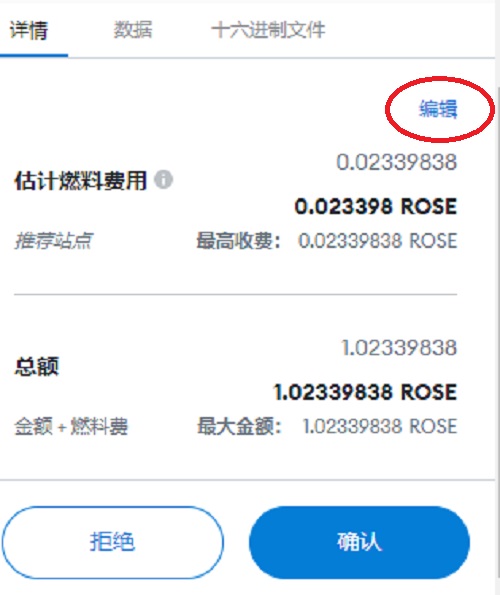 详情 数据 十六进制文件
编辑
0.02339838
估计燃料费用 i
0.023398 ROSE
推荐站点 最高收费: 0.02339838 ROSE
1.02339838
总额
1.02339838 ROSE
金额 + 燃料费 最大金额: 1.02339838 ROSE
拒绝 确认